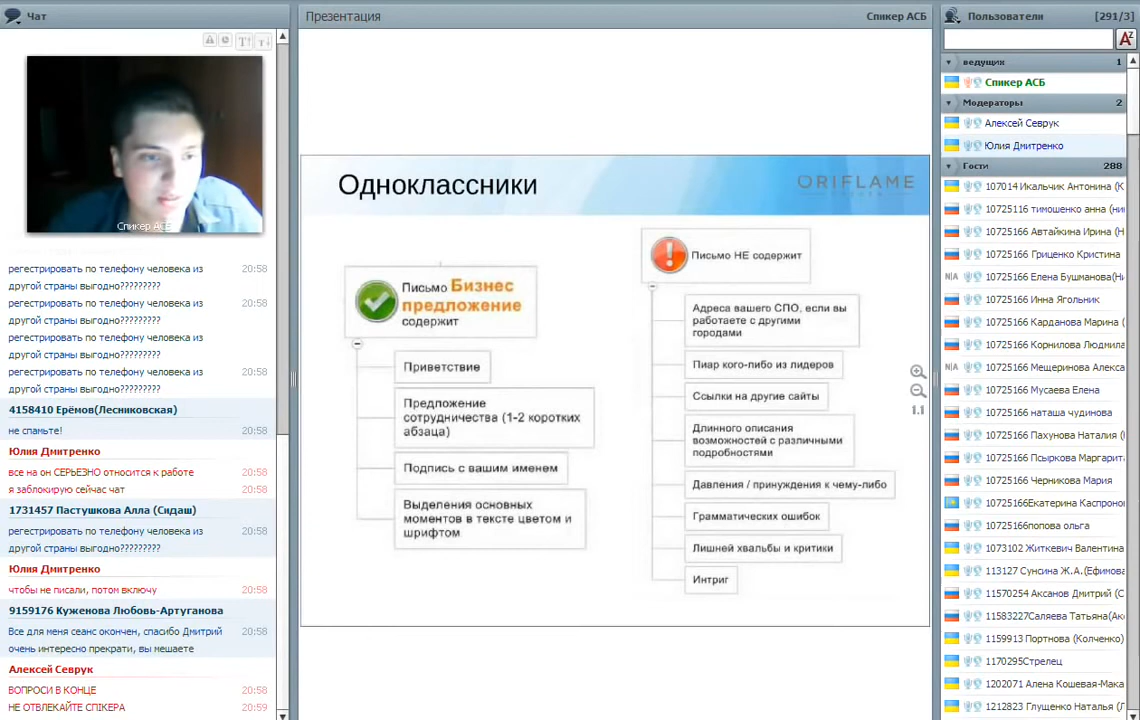 Чат
Спикер АСБ
регестрировать по телефону человека из
20:58
другой страны выгодно?????????
регестрировать по телефону человека из
20:58
другой страны выгодно?????????
регестрировать по телефону человека из
20:58
другой страны выгодно?????????
регестрировать по телефону человека из
20:58
другой страны выгодно?????????
4158410 Ерёмов(Лесниковская)
не спамьте!
20:58
Юлия Дмитренко
все на он СЕРЬЕЗНО относится к работе
20:58
я заблокирую сейчас чат
20:58
1731457 Пастушкова Алла (Сидаш)
регестрировать по телефону человека из
20:58
другой страны выгодно?????????
Юлия Дмитренко
чтобы не писали, потом включу
20:58
9159176 Куженова Любовь-Артуганова
Все для меня сеанс окончен, спасибо Дмитрий
20:58
очень интересно прекрати, вы мешаете
Алексей Севрук
ВОПРОСИ В КОНЦЕ
20:58
НЕ ОТВЛЕКАЙТЕ СПІКЕРА
20:59
Презентация
Спикер АСБ
Одноклассники
ORIFLAME
Письмо Бизнес
предложение
содержит
Приветствие
Предложение
сотрудничества (1-2 коротких
абзаца)
Подпись с вашим именем
Выделения основных
моментов в тексте цветом и
шрифтом
Письмо НЕ содержит
Адреса вашего СПО, если вы
работаете с другими
городами
Пиар кого-либо из лидеров
Ссылки на другие сайты
Длинного описания
возможностей с различными
подробностями
Давления / принуждения к чему-либо
Грамматических ошибок
Лишней хвальбы и критики
Интриг
1.1
Пользователи
[291/3]
ведущих
1
Спикер АСБ
Модераторы
2
Алексей Севрук
Юлия Дмитренко
Гости
288
107014 Икальчик Антонина (К
10725116 тимошенко анна (ни
10725166 Автайкина Ирина (Н
10725166 Гриценко Кристина
N\A Елена Бушманова(Ни
10725166 Инна Ягольник
10725166 Карданова Марина (
10725166 Корнилова Людмила
N\A 10725166 Мещеринова Алекса
10725166 Мусаева Елена
10725166 наташа чудинова
10725166 Пахунова Наталия (
10725166 Псыркова Маргарит
10725166 Черникова Мария
10725166Екатерина Каспронов
10725166попова ольга
1073102 Житкевич Валентина
113127 Сунсина Ж.А.(Ефимова
11570254 Аксанов Дмитрий (С
11583227Саляева Татьяна(Акс
1159913 Портнова (Колченко)
1170295Стрелец
1202071 Алена Кошевая-Мака
1212823 Глущенко Наталья (Л